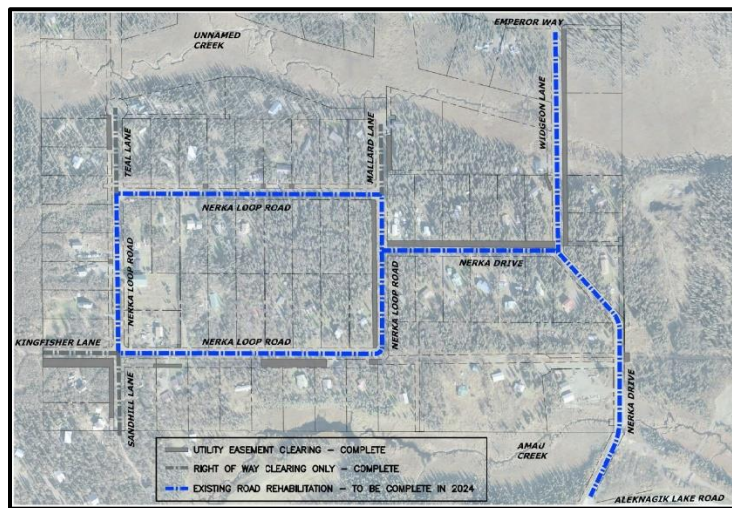 EMPEROR WAY
UNNAMED
CREEK
TEAL LANE
MALLARD LANE
WIDGEON LANE
NERKA LOOP ROAD
NERKA LOOP ROAD
NERKA LOOP ROAD
NERKA DRIVE
KINGFISHER LANE
NERKA LOOP ROAD
SANDHILL LANE
NERKA DRIVE
AMAU
CREEK
UTILITY EASEMENT CLEARING – COMPLETE
RIGHT OF WAY CLEARING ONLY – COMPLETE
EXISTING ROAD REHABILITATION – TO BE COMPLETE IN 2024
ALEKNAGIK LAKE ROAD